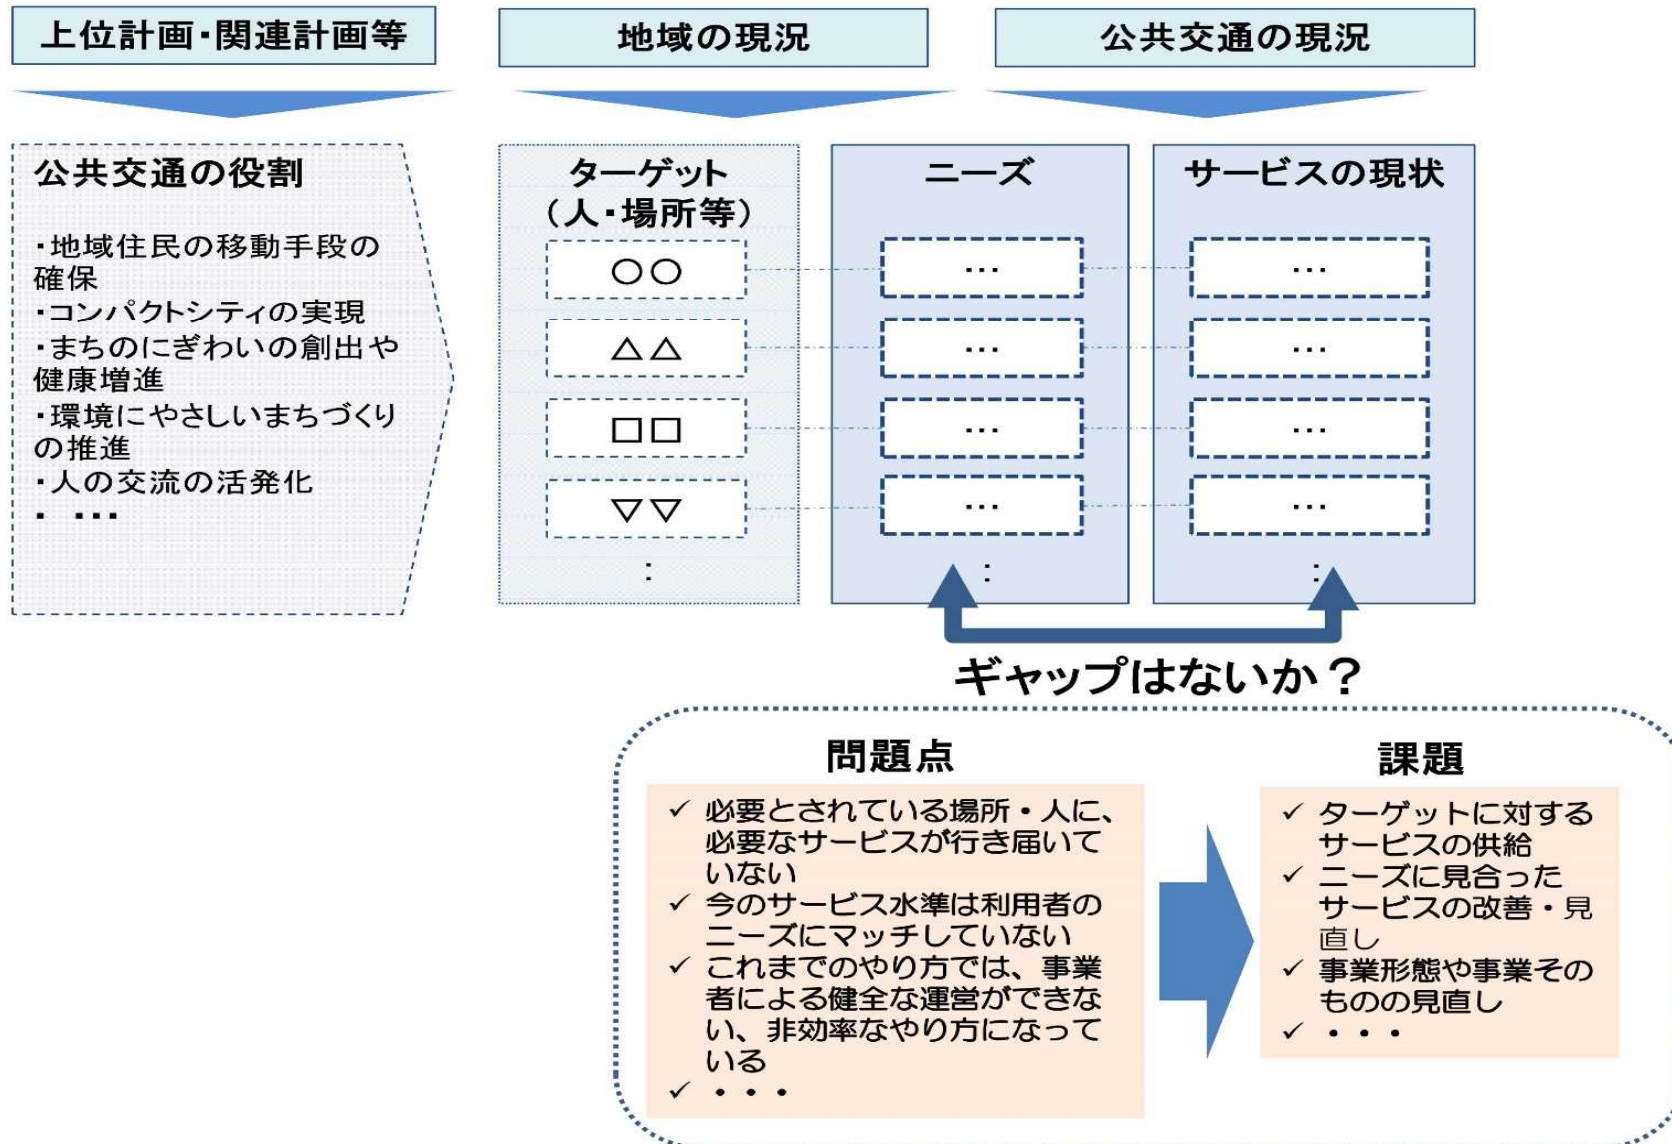 上位計画・関連計画等
地域の現況
公共交通の現況
公共交通の役割
・地域住民の移動手段の
確保
・コンパクトシティの実現
・まちのにぎわいの創出や
健康増進
・環境にやさしいまちづくり
の推進
・人の交流の活発化
・ ・・・
ターゲット
（人・場所等）
○○
△△
□□
▽▽
：
ニーズ
…
…
…
…
：
サービスの現状
…
…
…
…
：
ギャップはないか？
問題点
✓ 必要とされている場所・人に、
必要なサービスが行き届いて
いない
✓ 今のサービス水準は利用者の
ニーズにマッチしていない
✓ これまでのやり方では、事業
者による健全な運営ができな
い、非効率なやり方になって
いる
✓ ・・・
課題
✓ ターゲットに対する
サービスの供給
✓ ニーズに見合った
サービスの改善・見
直し
✓ 事業形態や事業その
ものの見直し
✓ ・・・